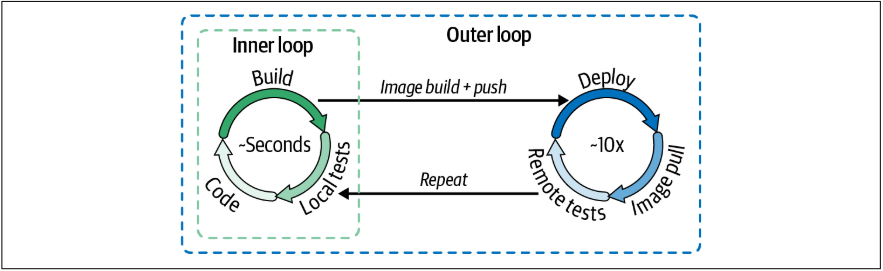 Inner loop
Outer loop
Build
~Seconds
Local tests
Code
Image build + push
Repeat
Deploy
~10x
Image pull
Remote tests